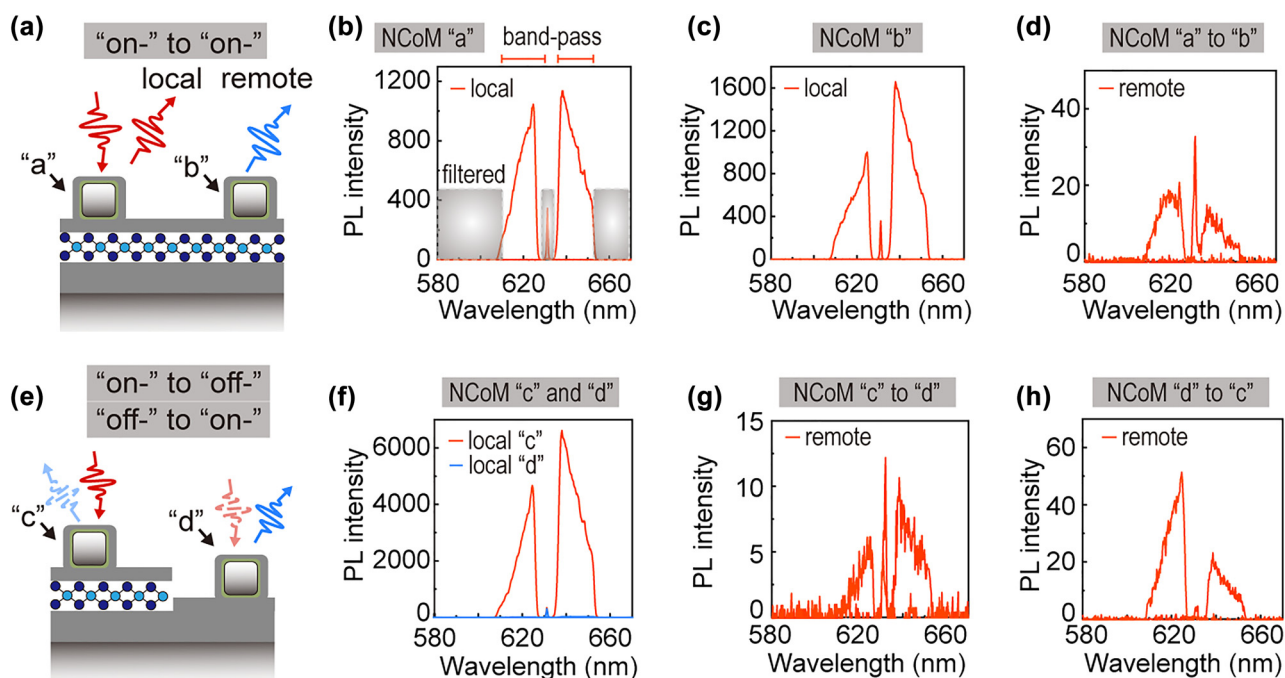 (a)
“on-” to “on-”
local remote
“a”
“b”
(b)
NCoM “a”
band-pass
local
filtered
PL intensity
1200
800
400
0
580 620 660
Wavelength (nm)
(c)
NCoM “b”
local
PL intensity
1600
1200
800
400
0
580 620 660
Wavelength (nm)
(d)
NCoM “a” to “b”
remote
PL intensity
40
20
0
580 620 660
Wavelength (nm)
(e)
“on-” to “off-”
“off-” to “on-”
“c”
“d”
(f)
NCoM “c” and “d”
local “c”
local “d”
PL intensity
6000
4000
2000
0
580 620 660
Wavelength (nm)
(g)
NCoM “c” to “d”
remote
PL intensity
15
10
5
0
580 620 660
Wavelength (nm)
(h)
NCoM “d” to “c”
remote
PL intensity
60
40
20
0
580 620 660
Wavelength (nm)